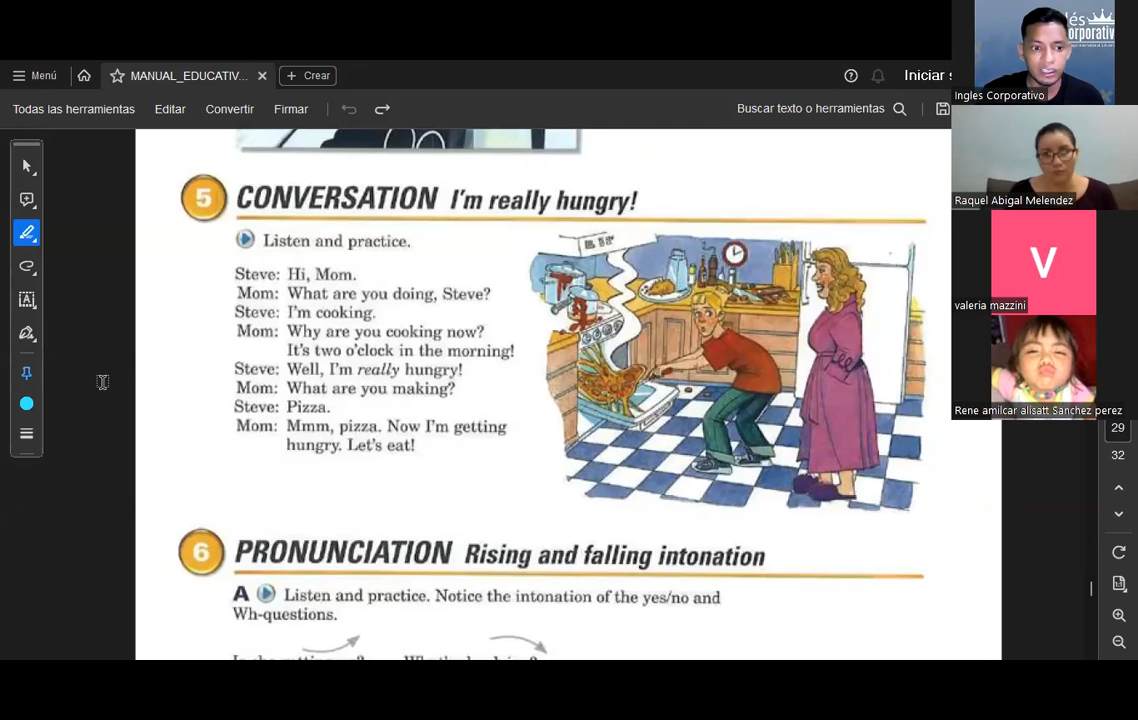 Menú
MANUAL_EDUCATIV...
Crear
Iniciar s
Todas las herramientas
Editar
Convertir
Firmar
Buscar texto o herramientas
5 CONVERSATION I'm really hungry!
Listen and practice.
Steve: Hi, Mom.
Mom: What are you doing, Steve?
Steve: I'm cooking.
Mom: Why are you cooking now?
It's two o'clock in the morning!
Steve: Well, I'm really hungry!
Mom: What are you making?
Steve: Pizza.
Mom: Mmm, pizza. Now I'm getting
hungry. Let's eat!
6 PRONUNCIATION Rising and falling intonation
A Listen and practice. Notice the intonation of the yes/no and
Wh-questions.
Ingles Corporativo
Raquel Abigal Melendez
V
valeria mazzini
Rene amilcar alisatt Sanchez perez
29
32